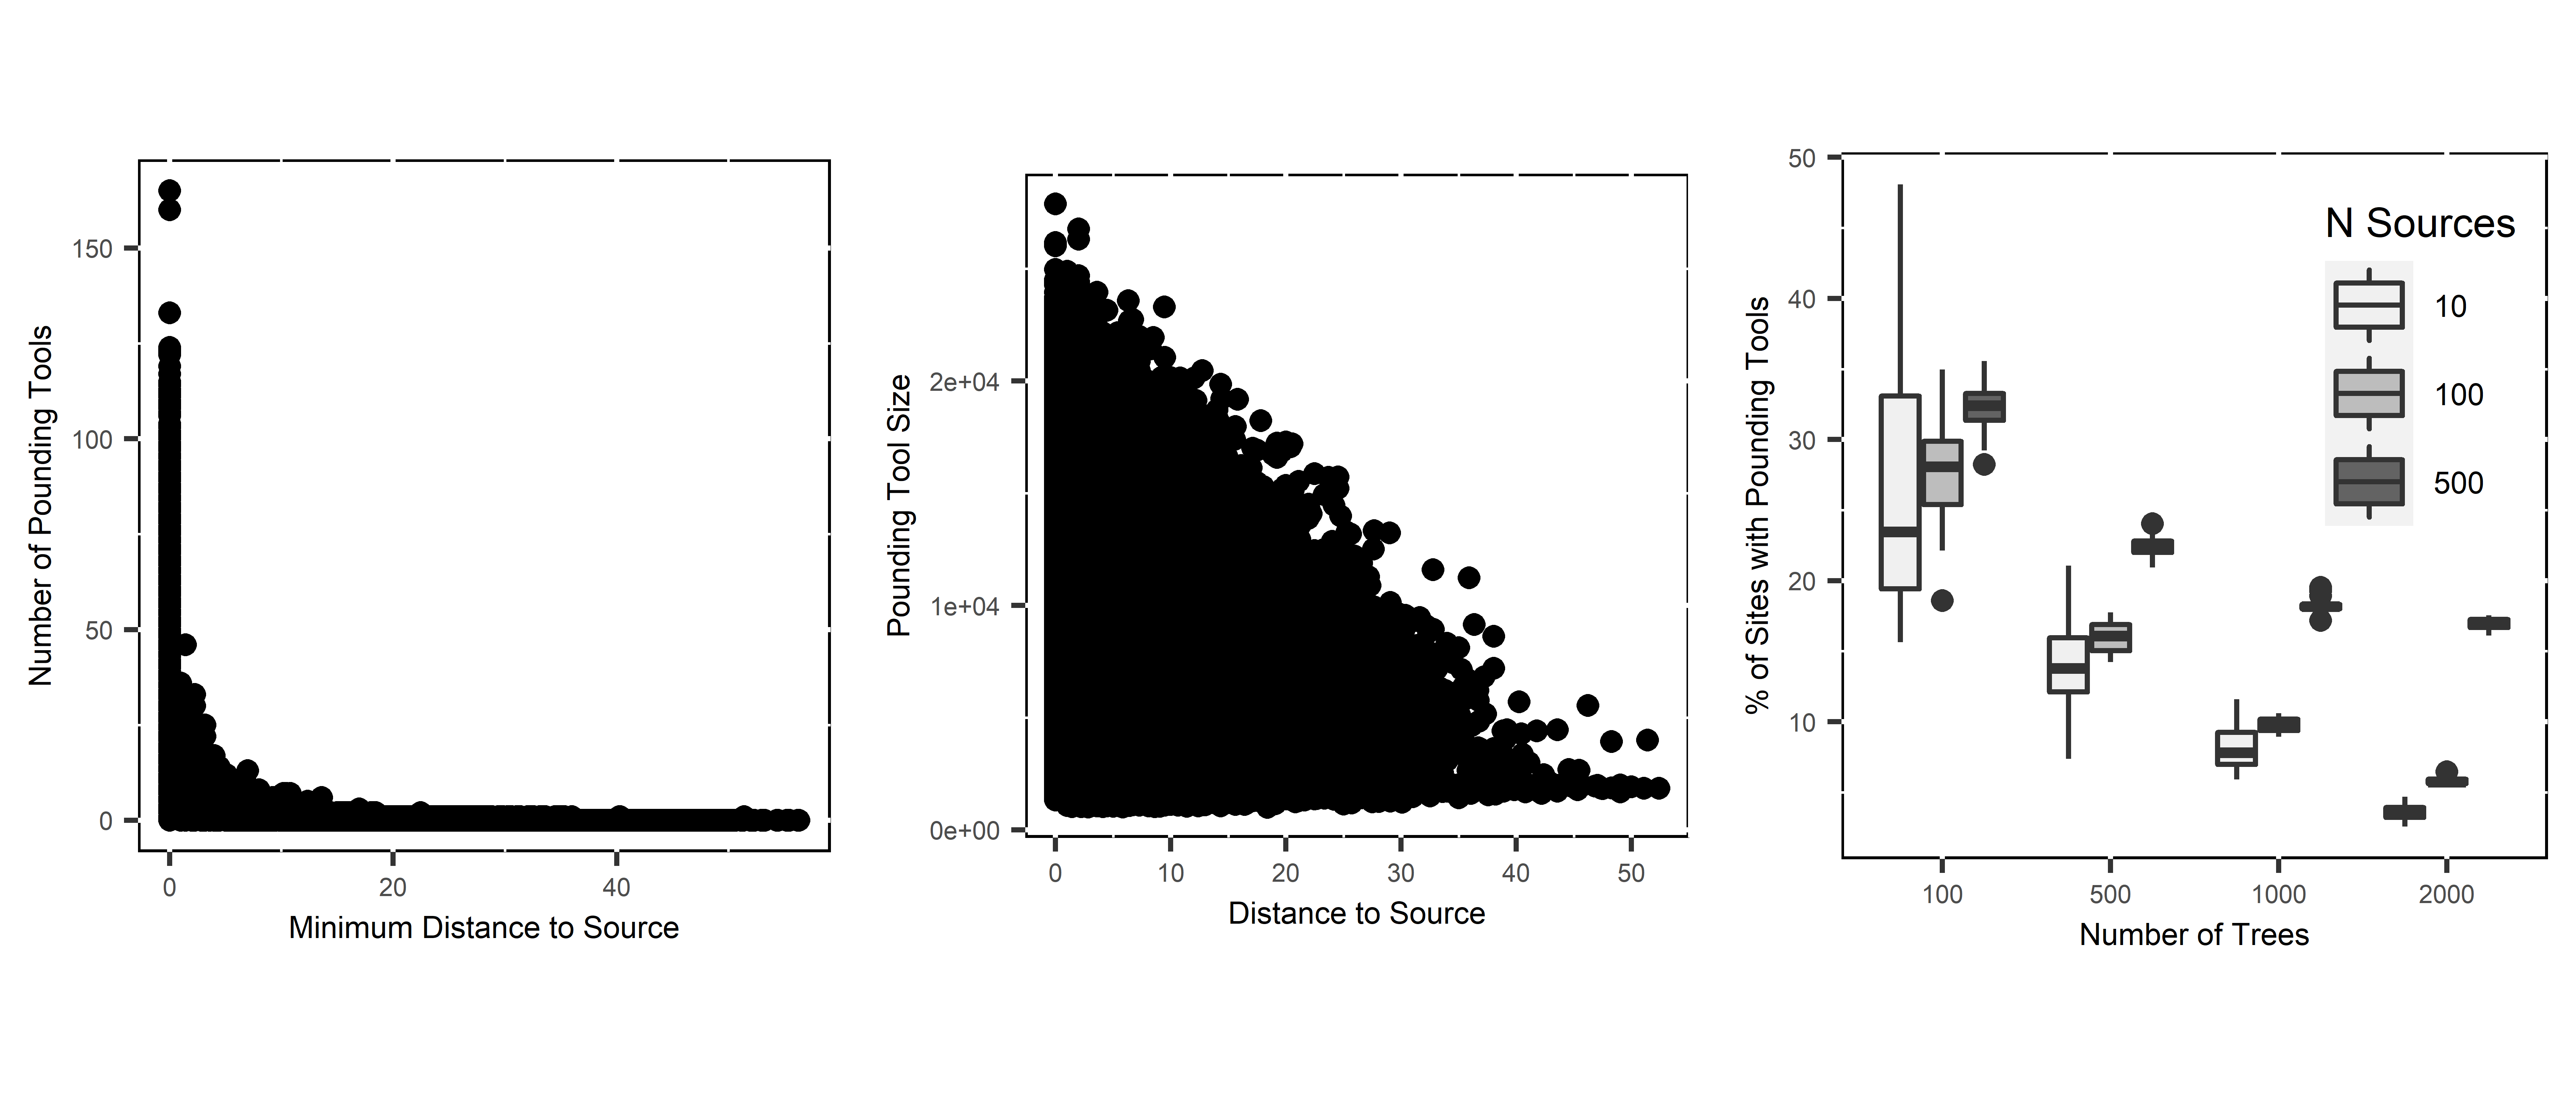 Number of Pounding Tools
150
100
50
0
0 20 40
Minimum Distance to Source
Pounding Tool Size
2e+04
1e+04
0e+00
0 10 20 30 40 50
Distance to Source
% of Sites with Pounding Tools
50
40
30
20
10
100 500 1000 2000
Number of Trees
N Sources
10
100
500